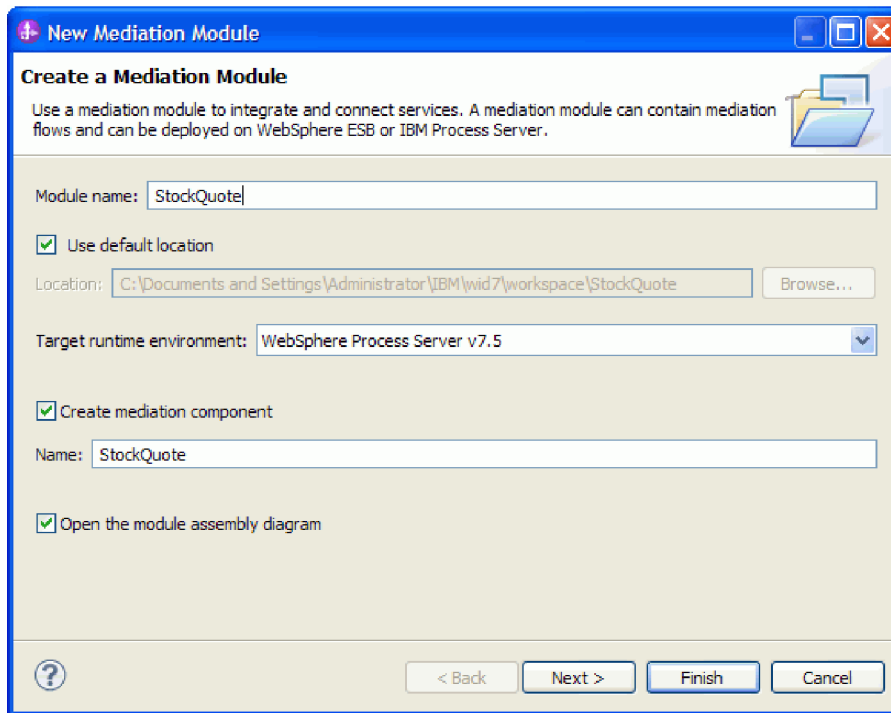 New Mediation Module
Create a Mediation Module
Use a mediation module to integrate and connect services. A mediation module can contain mediation
flows and can be deployed on WebSphere ESB or IBM Process Server.
Module name: StockQuote
Use default location
Location: C:\Documents and Settings\Administrator\IBM\wid7\workspace\StockQuote Browse...
Target runtime environment: WebSphere Process Server v7.5
Create mediation component
Name: StockQuote
Open the module assembly diagram
? < Back Next > Finish Cancel